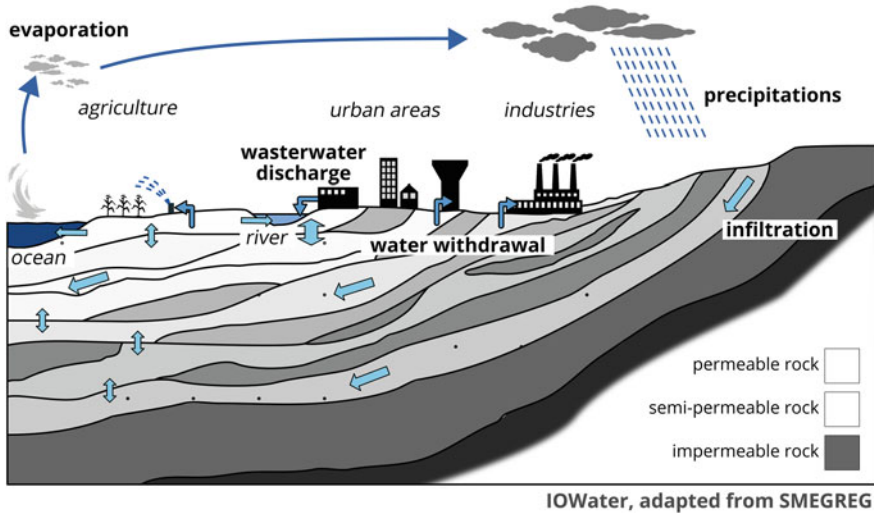 evaporation
agriculture
urban areas
industries
precipitations
wasterwater
discharge
ocean
river
water withdrawal
infiltration
permeable rock
semi-permeable rock
impermeable rock
IOWater, adapted from SMEGREG